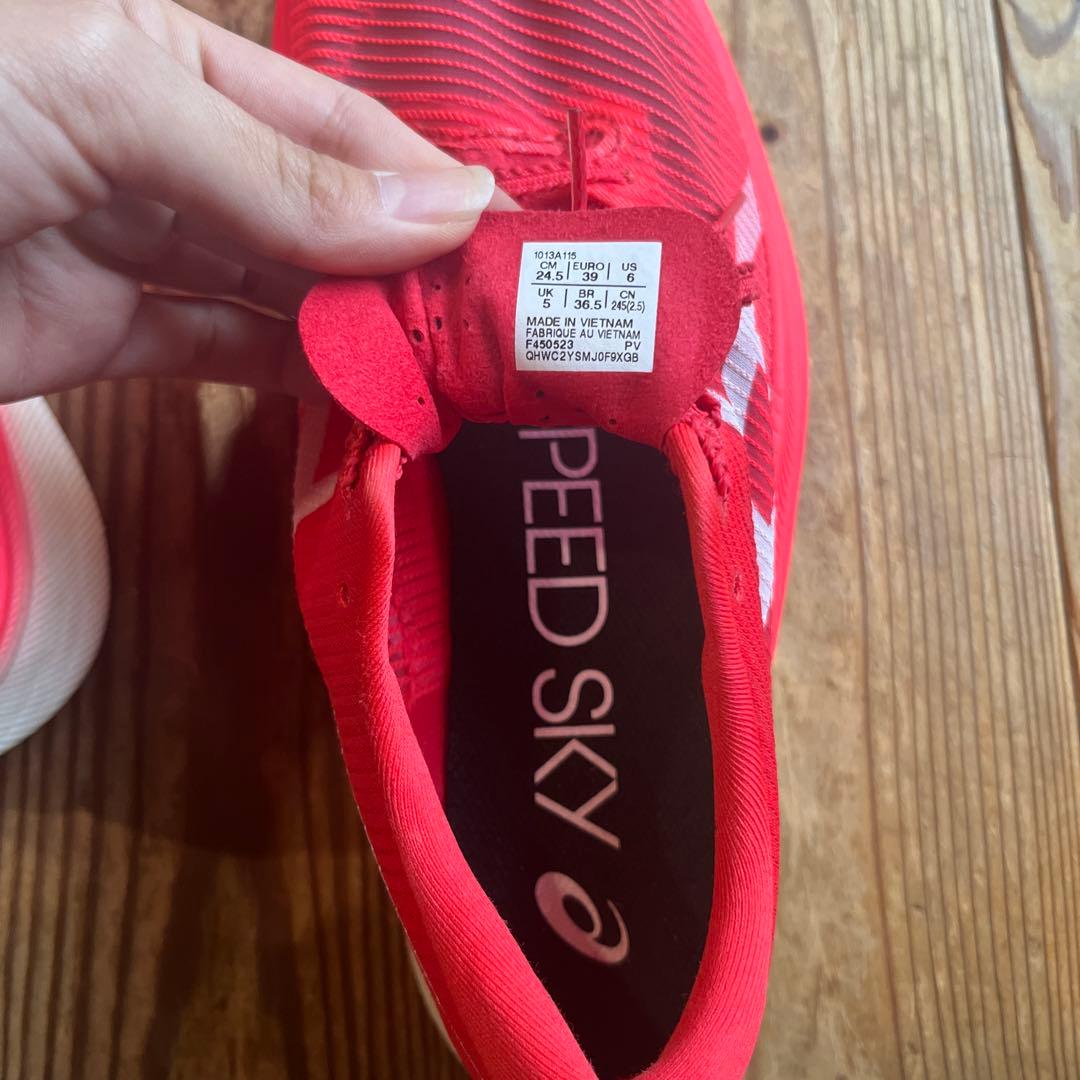 1013A115
CM EURO US
24.5 39 6
UK BR CN
5 36.5 245(2.5)
MADE IN VIETNAM
FABRIQUE AU VIETNAM
F450523 PV
QHWC2YSMJ0F9XGB
PEED SKY